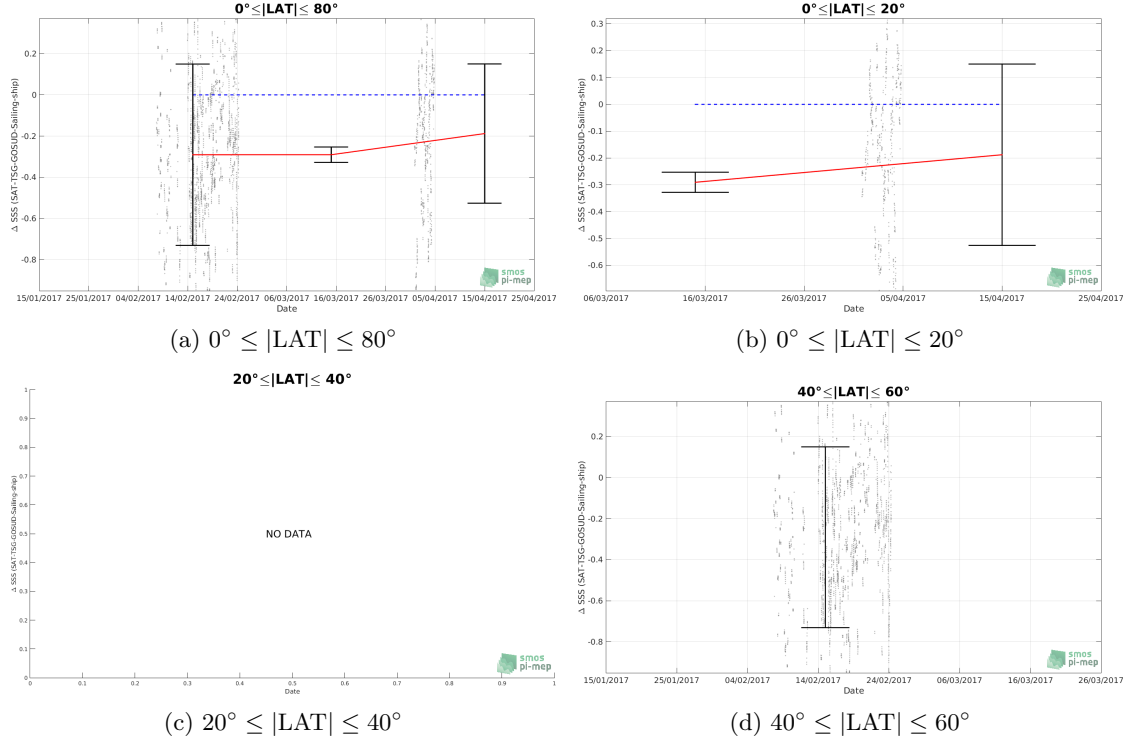 0°≤|LAT|≤ 80°
Δ SSS (SAT-TSG-GOSUD-Sailing-ship)
0.2
0
-0.2
-0.4
-0.6
-0.8
15/01/2017 25/01/2017 04/02/2017 14/02/2017 24/02/2017 06/03/2017 16/03/2017 26/03/2017 05/04/2017 15/04/2017 25/04/2017
Date
smos
pi-mep
(a) 0° ≤ |LAT| ≤ 80°
0°≤|LAT|≤ 20°
Δ SSS (SAT-TSG-GOSUD-Sailing-ship)
0.3
0.2
0.1
0
-0.1
-0.2
-0.3
-0.4
-0.5
-0.6
06/03/2017 16/03/2017 26/03/2017 05/04/2017 15/04/2017 25/04/2017
Date
smos
pi-mep
(b) 0° ≤ |LAT| ≤ 20°
20°≤|LAT|≤ 40°
Δ SSS (SAT-TSG-GOSUD-Sailing-ship)
1
0.9
0.8
0.7
0.6
0.5
0.4
0.3
0.2
0.1
0
NO DATA
0 0.1 0.2 0.3 0.4 0.5 0.6 0.7 0.8 0.9 1
Date
smos
pi-mep
(c) 20° ≤ |LAT| ≤ 40°
40°≤|LAT|≤ 60°
Δ SSS (SAT-TSG-GOSUD-Sailing-ship)
0.2
0
-0.2
-0.4
-0.6
-0.8
15/01/2017 25/01/2017 04/02/2017 14/02/2017 24/02/2017 06/03/2017 16/03/2017 26/03/2017
Date
smos
pi-mep
(d) 40° ≤ |LAT| ≤ 60°